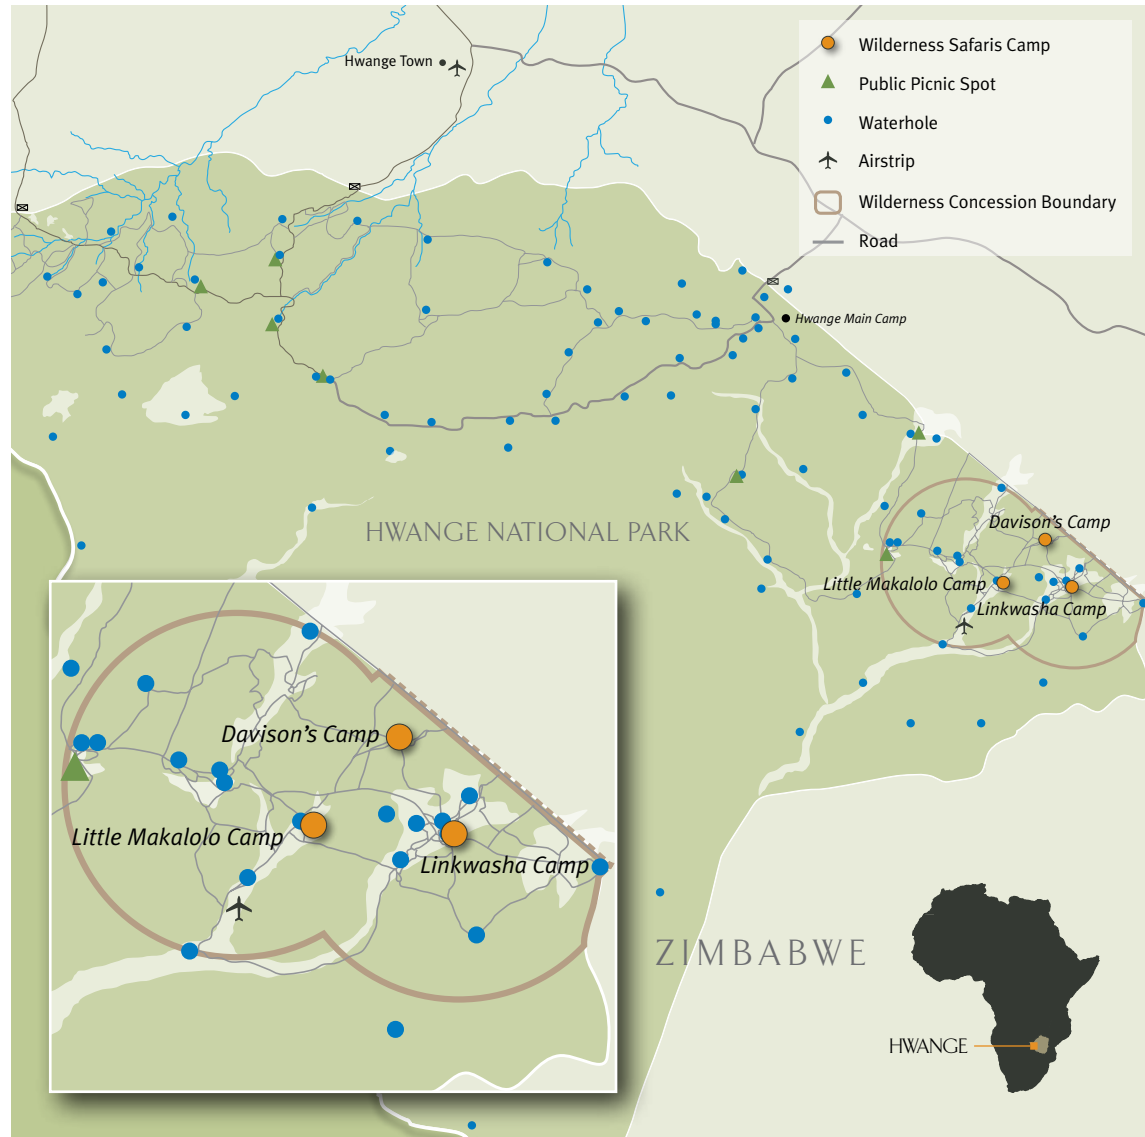 Hwange Town
Wilderness Safaris Camp
Public Picnic Spot
Waterhole
Airstrip
Wilderness Concession Boundary
Road
Hwange Main Camp
HWANGE NATIONAL PARK
Davison's Camp
Little Makalolo Camp
Linkwasha Camp
Davison's Camp
Little Makalolo Camp
Linkwasha Camp
ZIMBABWE
HWANGE